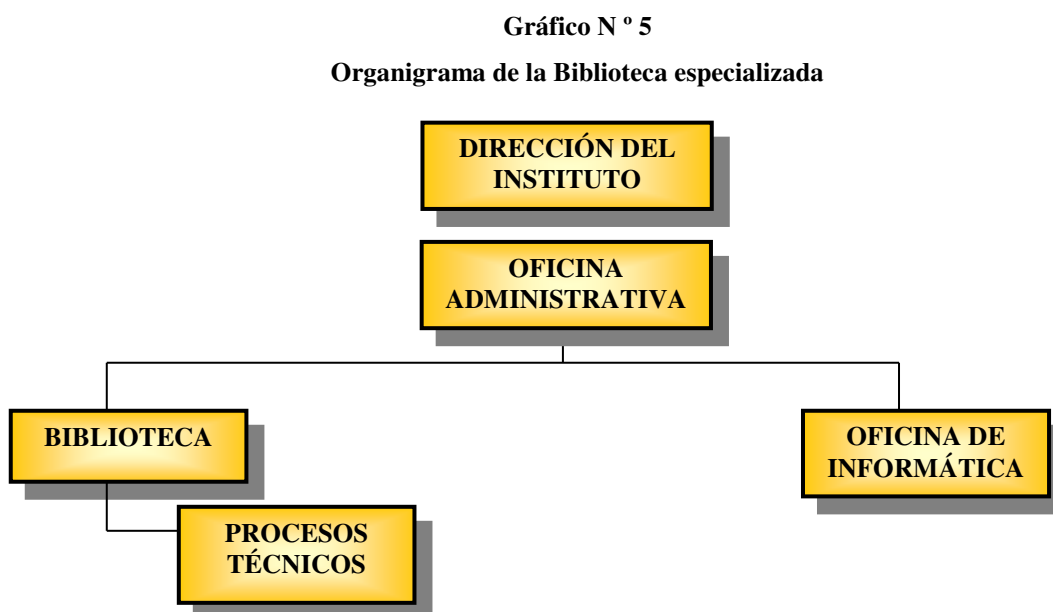 Gráfico N º 5
Organigrama de la Biblioteca especializada
DIRECCIÓN DEL
INSTITUTO
OFICINA
ADMINISTRATIVA
BIBLIOTECA
OFICINA DE
INFORMÁTICA
PROCESOS
TÉCNICOS